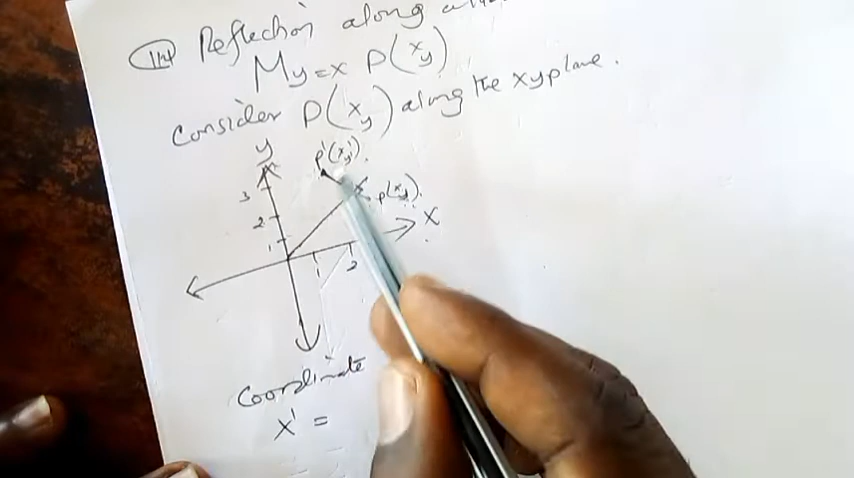 Reflection along a
My=x P(x y)
Consider P(x y) along the xy plane.
y
P'(x' y').
3
P(x y).
2
X
1
1 2
Coordinate
x' =